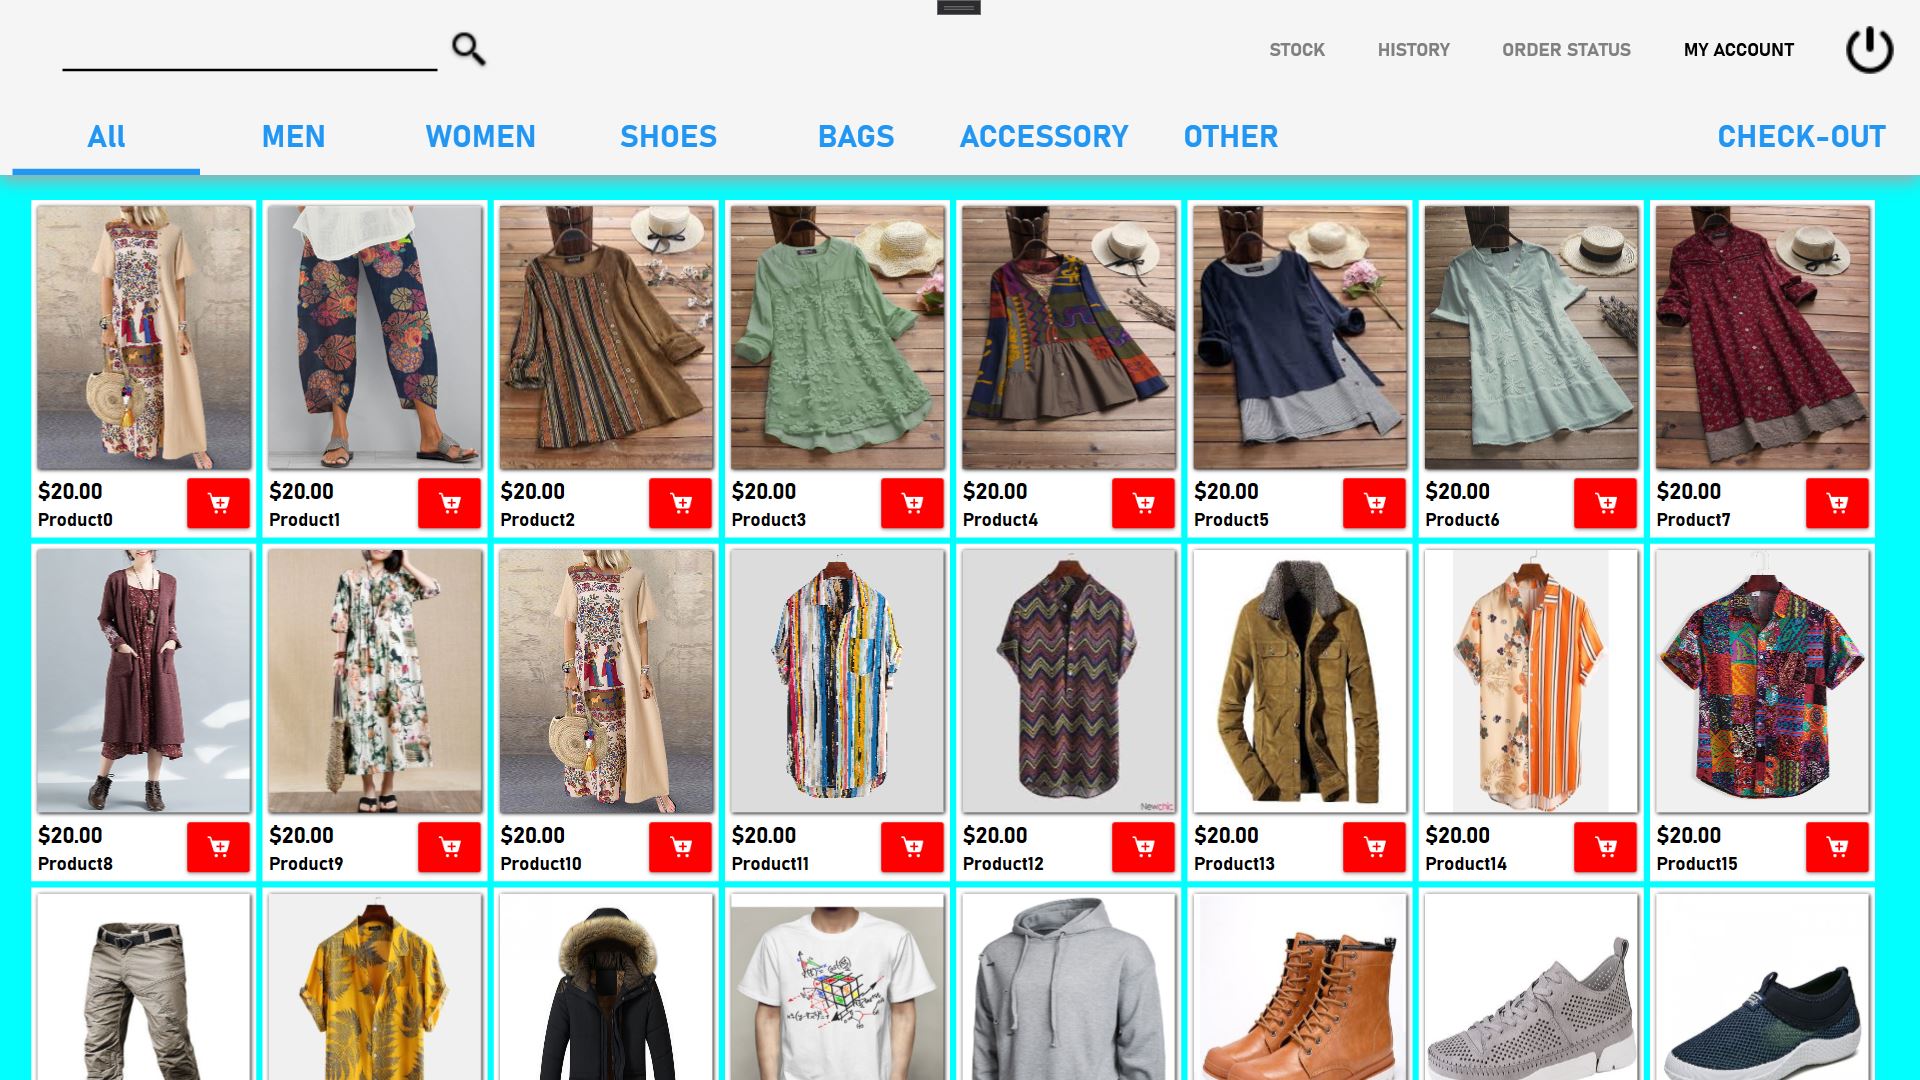 STOCK HISTORY ORDER STATUS MY ACCOUNT
All MEN WOMEN SHOES BAGS ACCESSORY OTHER CHECK-OUT
$20.00 $20.00 $20.00 $20.00 $20.00 $20.00 $20.00 $20.00
Product0 Product1 Product2 Product3 Product4 Product5 Product6 Product7
Newchic
$20.00 $20.00 $20.00 $20.00 $20.00 $20.00 $20.00 $20.00
Product8 Product9 Product10 Product11 Product12 Product13 Product14 Product15